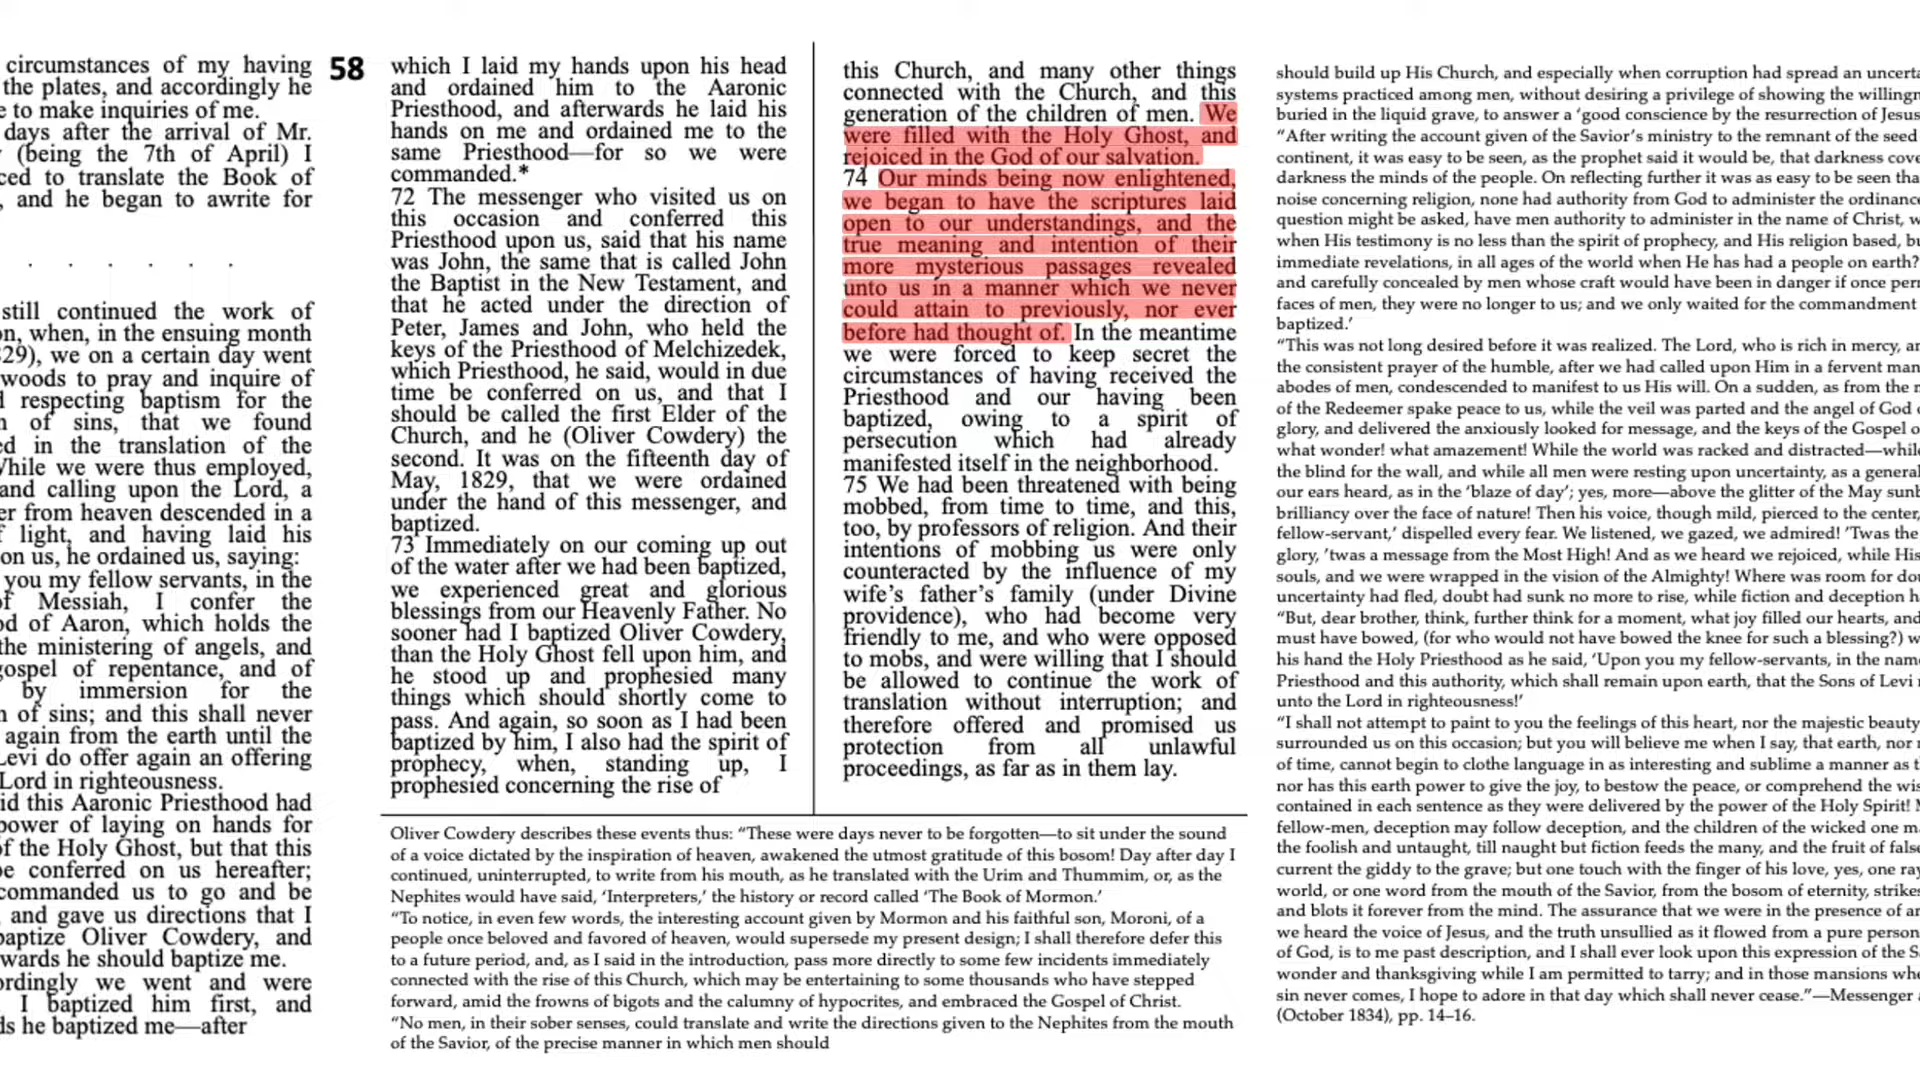 circumstances of my having
the plates, and accordingly he
to make inquiries of me.
days after the arrival of Mr.
(being the 7th of April) I
to translate the Book of
, and he began to awrite for
. . . . . .
still continued the work of
when, in the ensuing month
we on a certain day went
woods to pray and inquire of
respecting baptism for the
of sins, that we found
in the translation of the
While we were thus employed,
and calling upon the Lord, a
from heaven descended in a
light, and having laid his
on us, he ordained us, saying:
you my fellow servants, in the
Messiah, I confer the
of Aaron, which holds the
the ministering of angels, and
gospel of repentance, and of
by immersion for the
of sins; and this shall never
again from the earth until the
Levi do offer again an offering
Lord in righteousness.
this Aaronic Priesthood had
power of laying on hands for
the Holy Ghost, but that this
conferred on us hereafter;
commanded us to go and be
, and gave us directions that I
baptize Oliver Cowdery, and
he should baptize me.
we went and were
I baptized him first, and
he baptized me—after
58
which I laid my hands upon his head
and ordained him to the Aaronic
Priesthood, and afterwards he laid his
hands on me and ordained me to the
same Priesthood—for so we were
commanded.*
72 The messenger who visited us on
this occasion and conferred this
Priesthood upon us, said that his name
was John, the same that is called John
the Baptist in the New Testament, and
that he acted under the direction of
Peter, James and John, who held the
keys of the Priesthood of Melchizedek,
which Priesthood, he said, would in due
time be conferred on us, and that I
should be called the first Elder of the
Church, and he (Oliver Cowdery) the
second. It was on the fifteenth day of
May, 1829, that we were ordained
under the hand of this messenger, and
baptized.
73 Immediately on our coming up out
of the water after we had been baptized,
we experienced great and glorious
blessings from our Heavenly Father. No
sooner had I baptized Oliver Cowdery,
than the Holy Ghost fell upon him, and
he stood up and prophesied many
things which should shortly come to
pass. And again, so soon as I had been
baptized by him, I also had the spirit of
prophecy, when, standing up, I
prophesied concerning the rise of
this Church, and many other things
connected with the Church, and this
generation of the children of men. We
were filled with the Holy Ghost, and
rejoiced in the God of our salvation.
74 Our minds being now enlightened,
we began to have the scriptures laid
open to our understandings, and the
true meaning and intention of their
more mysterious passages revealed
unto us in a manner which we never
could attain to previously, nor ever
before had thought of. In the meantime
we were forced to keep secret the
circumstances of having received the
Priesthood and our having been
baptized, owing to a spirit of
persecution which had already
manifested itself in the neighborhood.
75 We had been threatened with being
mobbed, from time to time, and this,
too, by professors of religion. And their
intentions of mobbing us were only
counteracted by the influence of my
wife’s father’s family (under Divine
providence), who had become very
friendly to me, and who were opposed
to mobs, and were willing that I should
be allowed to continue the work of
translation without interruption; and
therefore offered and promised us
protection from all unlawful
proceedings, as far as in them lay.
Oliver Cowdery describes these events thus: “These were days never to be forgotten—to sit under the sound
of a voice dictated by the inspiration of heaven, awakened the utmost gratitude of this bosom! Day after day I
continued, uninterrupted, to write from his mouth, as he translated with the Urim and Thummim, or, as the
Nephites would have said, ‘Interpreters,’ the history or record called ‘The Book of Mormon.’
“To notice, in even few words, the interesting account given by Mormon and his faithful son, Moroni, of a
people once beloved and favored of heaven, would supersede my present design; I shall therefore defer this
to a future period, and, as I said in the introduction, pass more directly to some few incidents immediately
connected with the rise of this Church, which may be entertaining to some thousands who have stepped
forward, amid the frowns of bigots and the calumny of hypocrites, and embraced the Gospel of Christ.
“No men, in their sober senses, could translate and write the directions given to the Nephites from the mouth
of the Savior, of the precise manner in which men should
should build up His Church, and especially when corruption had spread an
systems practiced among men, without desiring a privilege of showing the
buried in the liquid grave, to answer a ‘good conscience by the resurrection of Jesus
“After writing the account given of the Savior’s ministry to the remnant of the seed
continent, it was easy to be seen, as the prophet said it would be, that darkness
darkness the minds of the people. On reflecting further it was as easy to be seen
noise concerning religion, none had authority from God to administer the
question might be asked, have men authority to administer in the name of Christ,
when His testimony is no less than the spirit of prophecy, and His religion based,
immediate revelations, in all ages of the world when He has had a people on earth?
and carefully concealed by men whose craft would have been in danger if once
faces of men, they were no longer to us; and we only waited for the commandment
baptized.’
“This was not long desired before it was realized. The Lord, who is rich in mercy,
the consistent prayer of the humble, after we had called upon Him in a fervent
abodes of men, condescended to manifest to us His will. On a sudden, as from the
of the Redeemer spake peace to us, while the veil was parted and the angel of God
glory, and delivered the anxiously looked for message, and the keys of the Gospel
what wonder! what amazement! While the world was racked and distracted—
the blind for the wall, and while all men were resting upon uncertainty, as a
our ears heard, as in the ‘blaze of day’; yes, more—above the glitter of the May
brilliancy over the face of nature! Then his voice, though mild, pierced to the center,
fellow-servant,’ dispelled every fear. We listened, we gazed, we admired! ’Twas the
glory, ’twas a message from the Most High! And as we heard we rejoiced, while His
souls, and we were wrapped in the vision of the Almighty! Where was room for
uncertainty had fled, doubt had sunk no more to rise, while fiction and deception
“But, dear brother, think, further think for a moment, what joy filled our hearts, and
must have bowed, (for who would not have bowed the knee for such a blessing?)
his hand the Holy Priesthood as he said, ‘Upon you my fellow-servants, in the
Priesthood and this authority, which shall remain upon earth, that the Sons of Levi
unto the Lord in righteousness!’
“I shall not attempt to paint to you the feelings of this heart, nor the majestic beauty
surrounded us on this occasion; but you will believe me when I say, that earth, nor
of time, cannot begin to clothe language in as interesting and sublime a manner as
nor has this earth power to give the joy, to bestow the peace, or comprehend the
contained in each sentence as they were delivered by the power of the Holy Spirit!
fellow-men, deception may follow deception, and the children of the wicked one
the foolish and untaught, till naught but fiction feeds the many, and the fruit of
current the giddy to the grave; but one touch with the finger of his love, yes, one
world, or one word from the mouth of the Savior, from the bosom of eternity,
and blots it forever from the mind. The assurance that we were in the presence of
we heard the voice of Jesus, and the truth unsullied as it flowed from a pure
of God, is to me past description, and I shall ever look upon this expression of the
wonder and thanksgiving while I am permitted to tarry; and in those mansions
sin never comes, I hope to adore in that day which shall never cease.”—Messenger
(October 1834), pp. 14–16.